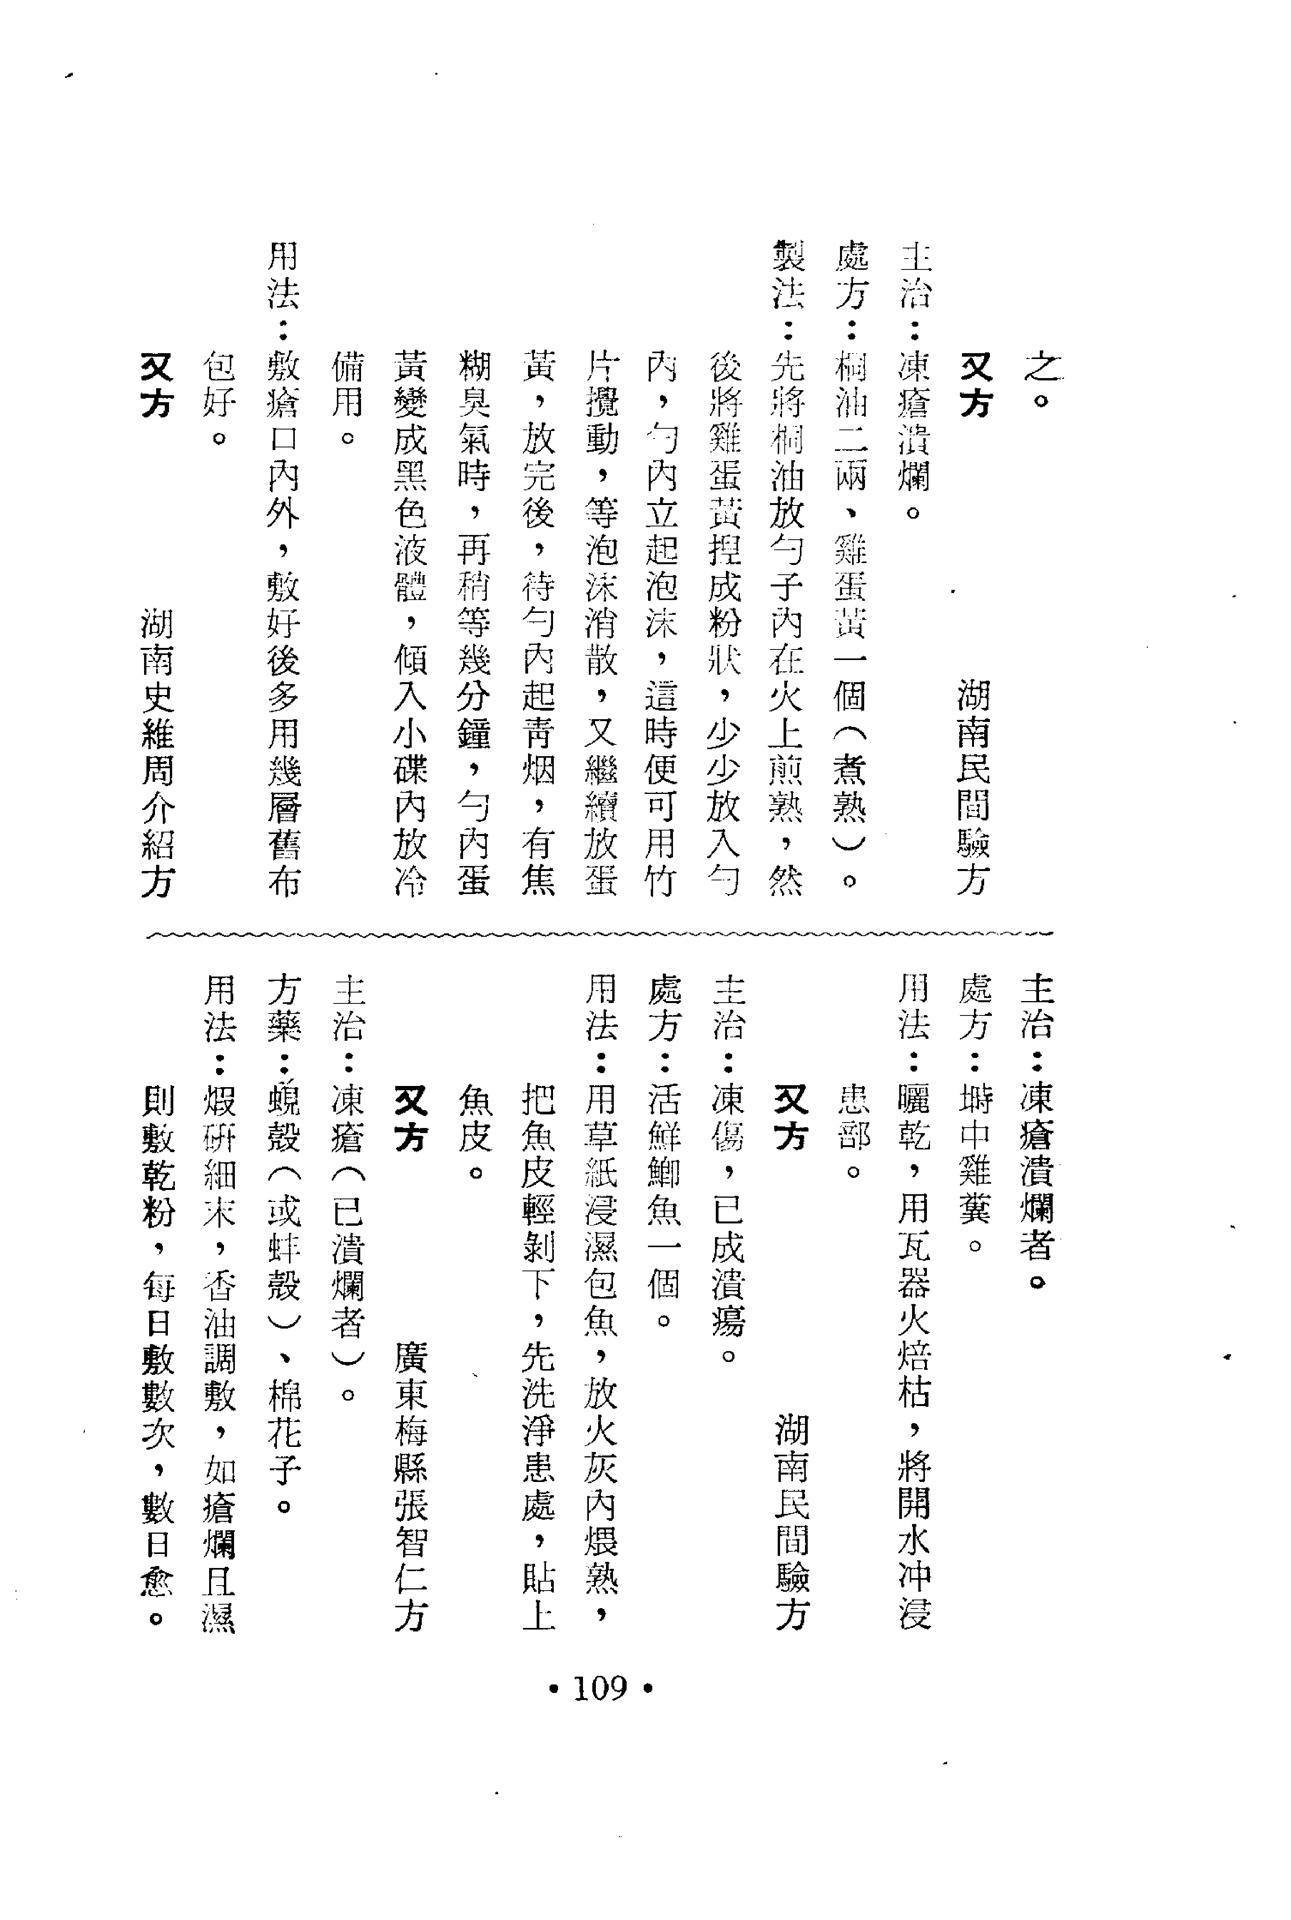 之。
又方　湖南民間驗方
主治：凍瘡潰爛。
處方：桐油二兩、雞蛋黃一個（煮熟）。
製法：先將桐油放勺子內在火上煎熟，然
後將雞蛋黃揑成粉狀，少少放入勺
內，勺內立起泡沫，這時便可用竹
片攪動，等泡沫消散，又繼續放蛋
黃，放完後，待勺內起青烟，有焦
糊臭氣時，再稍等幾分鐘，勺內蛋
黃變成黑色液體，傾入小碟內放冷
備用。
用法：敷瘡口內外，敷好後多用幾層舊布
包好。
又方　湖南史維周介紹方
主治：凍瘡潰爛者。
處方：塒中雞糞。
用法：曬乾，用瓦器火焙枯，將開水冲浸
患部。
又方　湖南民間驗方
主治：凍傷，已成潰瘍。
處方：活鮮鯽魚一個。
用法：用草紙浸濕包魚，放火灰內煨熟，
把魚皮輕剝下，先洗淨患處，貼上
魚皮。
又方　廣東梅縣張智仁方
主治：凍瘡（已潰爛者）。
方藥：蜆殼（或蚌殼）、棉花子。
用法：煆研細末，香油調敷，如瘡爛且濕
則敷乾粉，每日敷數次，數日愈。
• 109 •